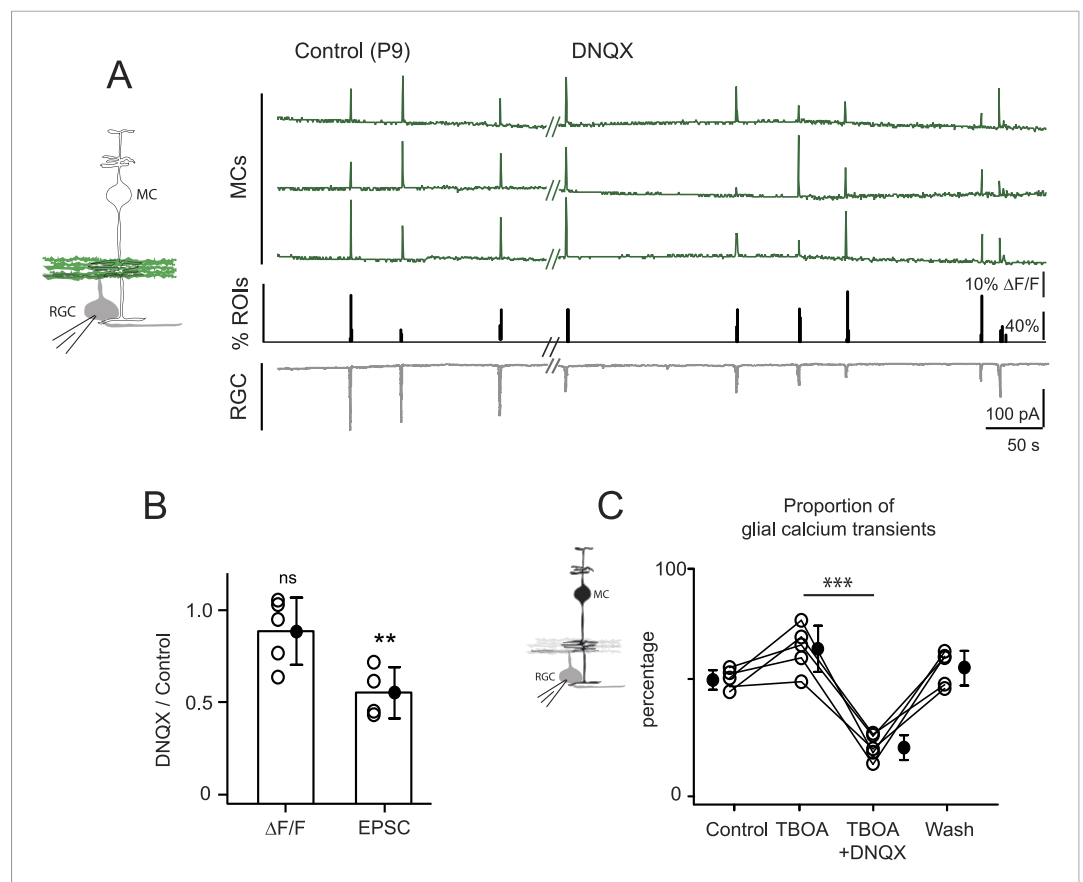 A
Control (P9)
DNQX
MC
RGC
MCs
10% ΔF/F
% ROIs
40%
RGC
100 pA
50 s
B
DNQX / Control
1.0
0.5
0
ns
**
ΔF/F
EPSC
C
Proportion of
glial calcium transients
MC
RGC
percentage
100
0
***
Control
TBOA
TBOA
+DNQX
Wash